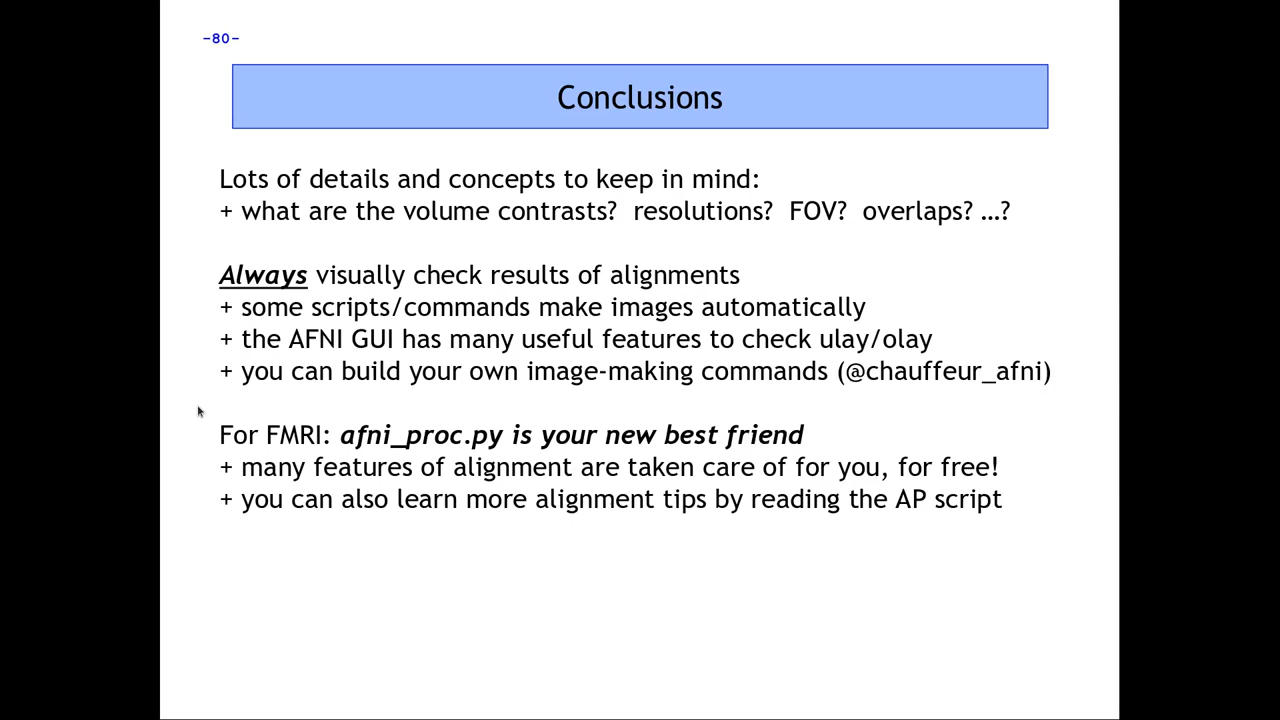 -80-
Conclusions
Lots of details and concepts to keep in mind:
+ what are the volume contrasts?  resolutions?  FOV?  overlaps? …?
Always visually check results of alignments
+ some scripts/commands make images automatically
+ the AFNI GUI has many useful features to check ulay/olay
+ you can build your own image-making commands (@chauffeur_afni)
For FMRI: afni_proc.py is your new best friend
+ many features of alignment are taken care of for you, for free!
+ you can also learn more alignment tips by reading the AP script